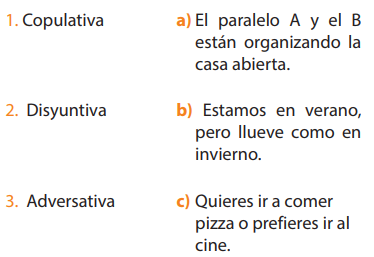 1. Copulativa
a) El paralelo A y el B
están organizando la
casa abierta.
2. Disyuntiva
b) Estamos en verano,
pero llueve como en
invierno.
3. Adversativa
c) Quieres ir a comer
pizza o prefieres ir al
cine.